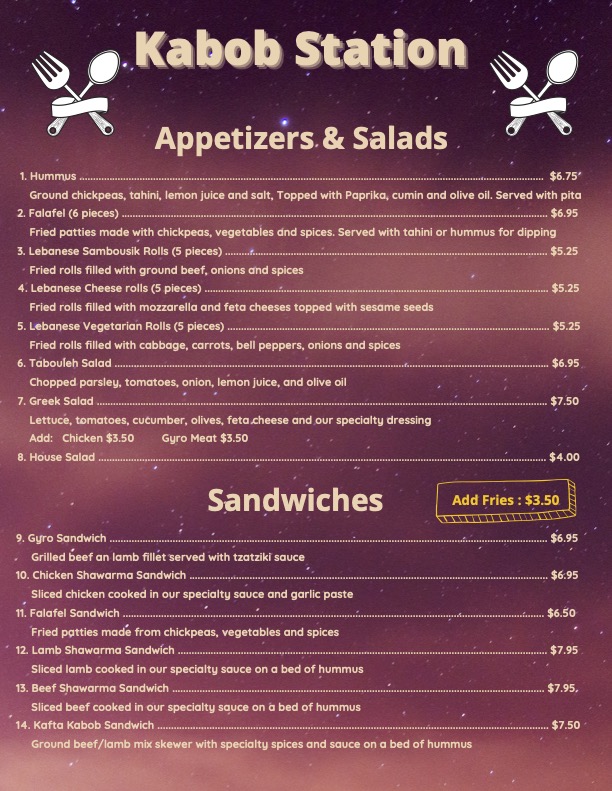 Kabob Station
Appetizers & Salads
1. Hummus ........ $6.75
Ground chickpeas, tahini, lemon juice and salt, Topped with Paprika, cumin and olive oil. Served with pita
2. Falafel (6 pieces) ........ $6.95
Fried patties made with chickpeas, vegetables and spices. Served with tahini or hummus for dipping
3. Lebanese Sambousik Rolls (5 pieces) ........ $5.25
Fried rolls filled with ground beef, onions and spices
4. Lebanese Cheese rolls (5 pieces) ........ $5.25
Fried rolls filled with mozzarella and feta cheeses topped with sesame seeds
5. Lebanese Vegetarian Rolls (5 pieces) ........ $5.25
Fried rolls filled with cabbage, carrots, bell peppers, onions and spices
6. Tabouleh Salad ........ $6.95
Chopped parsley, tomatoes, onion, lemon juice, and olive oil
7. Greek Salad ........ $7.50
Lettuce, tomatoes, cucumber, olives, feta cheese and our specialty dressing
Add: Chicken $3.50 Gyro Meat $3.50
8. House Salad ........ $4.00
Sandwiches
Add Fries : $3.50
9. Gyro Sandwich ........ $6.95
Grilled beef an lamb fillet served with tzatziki sauce
10. Chicken Shawarma Sandwich ........ $6.95
Sliced chicken cooked in our specialty sauce and garlic paste
11. Falafel Sandwich ........ $6.50
Fried patties made from chickpeas, vegetables and spices
12. Lamb Shawarma Sandwich ........ $7.95
Sliced lamb cooked in our specialty sauce on a bed of hummus
13. Beef Shawarma Sandwich ........ $7.95
Sliced beef cooked in our specialty sauce on a bed of hummus
14. Kafta Kabob Sandwich ........ $7.50
Ground beef/lamb mix skewer with specialty spices and sauce on a bed of hummus